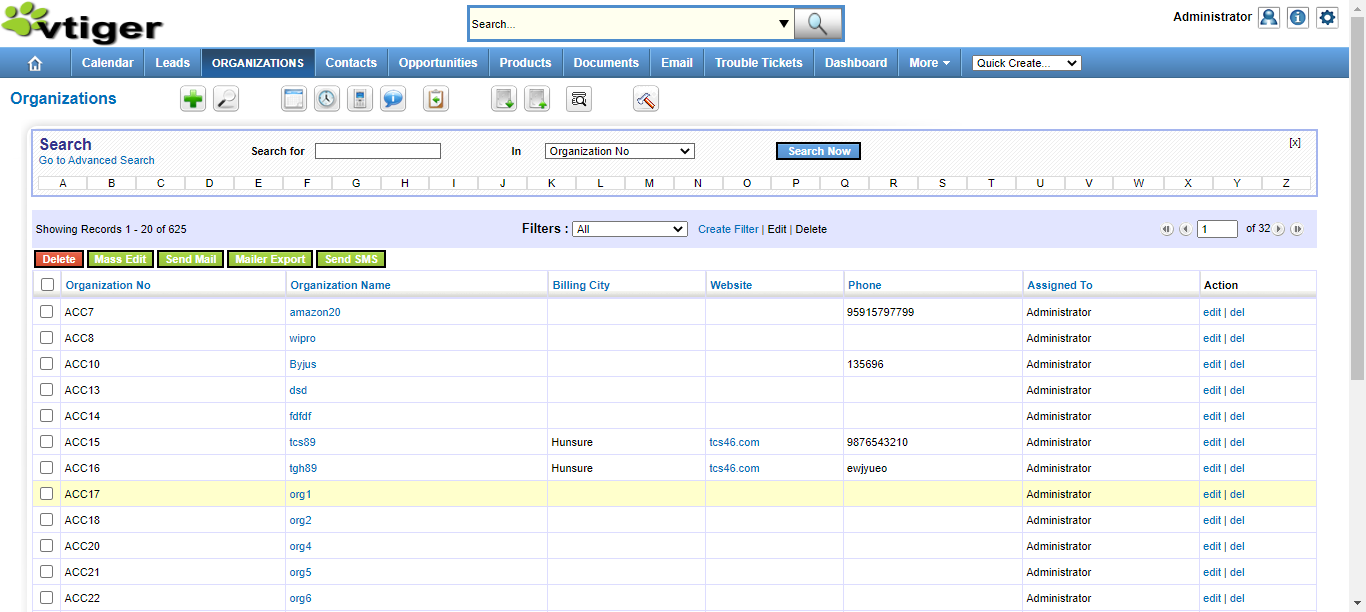 vtiger
Search...
Administrator
Calendar Leads ORGANIZATIONS Contacts Opportunities Products Documents Email Trouble Tickets Dashboard More Quick Create...
Organizations
Search
Go to Advanced Search
Search for In Organization No Search Now [x]
A B C D E F G H I J K L M N O P Q R S T U V W X Y Z
Showing Records 1 - 20 of 625 Filters : All Create Filter | Edit | Delete 1 of 32
Delete Mass Edit Send Mail Mailer Export Send SMS
Organization No Organization Name Billing City Website Phone Assigned To Action
ACC7 amazon20 95915797799 Administrator edit | del
ACC8 wipro Administrator edit | del
ACC10 Byjus 135696 Administrator edit | del
ACC13 dsd Administrator edit | del
ACC14 fdfdf Administrator edit | del
ACC15 tcs89 Hunsure tcs46.com 9876543210 Administrator edit | del
ACC16 tgh89 Hunsure tcs46.com ewjyueo Administrator edit | del
ACC17 org1 Administrator edit | del
ACC18 org2 Administrator edit | del
ACC20 org4 Administrator edit | del
ACC21 org5 Administrator edit | del
ACC22 org6 Administrator edit | del